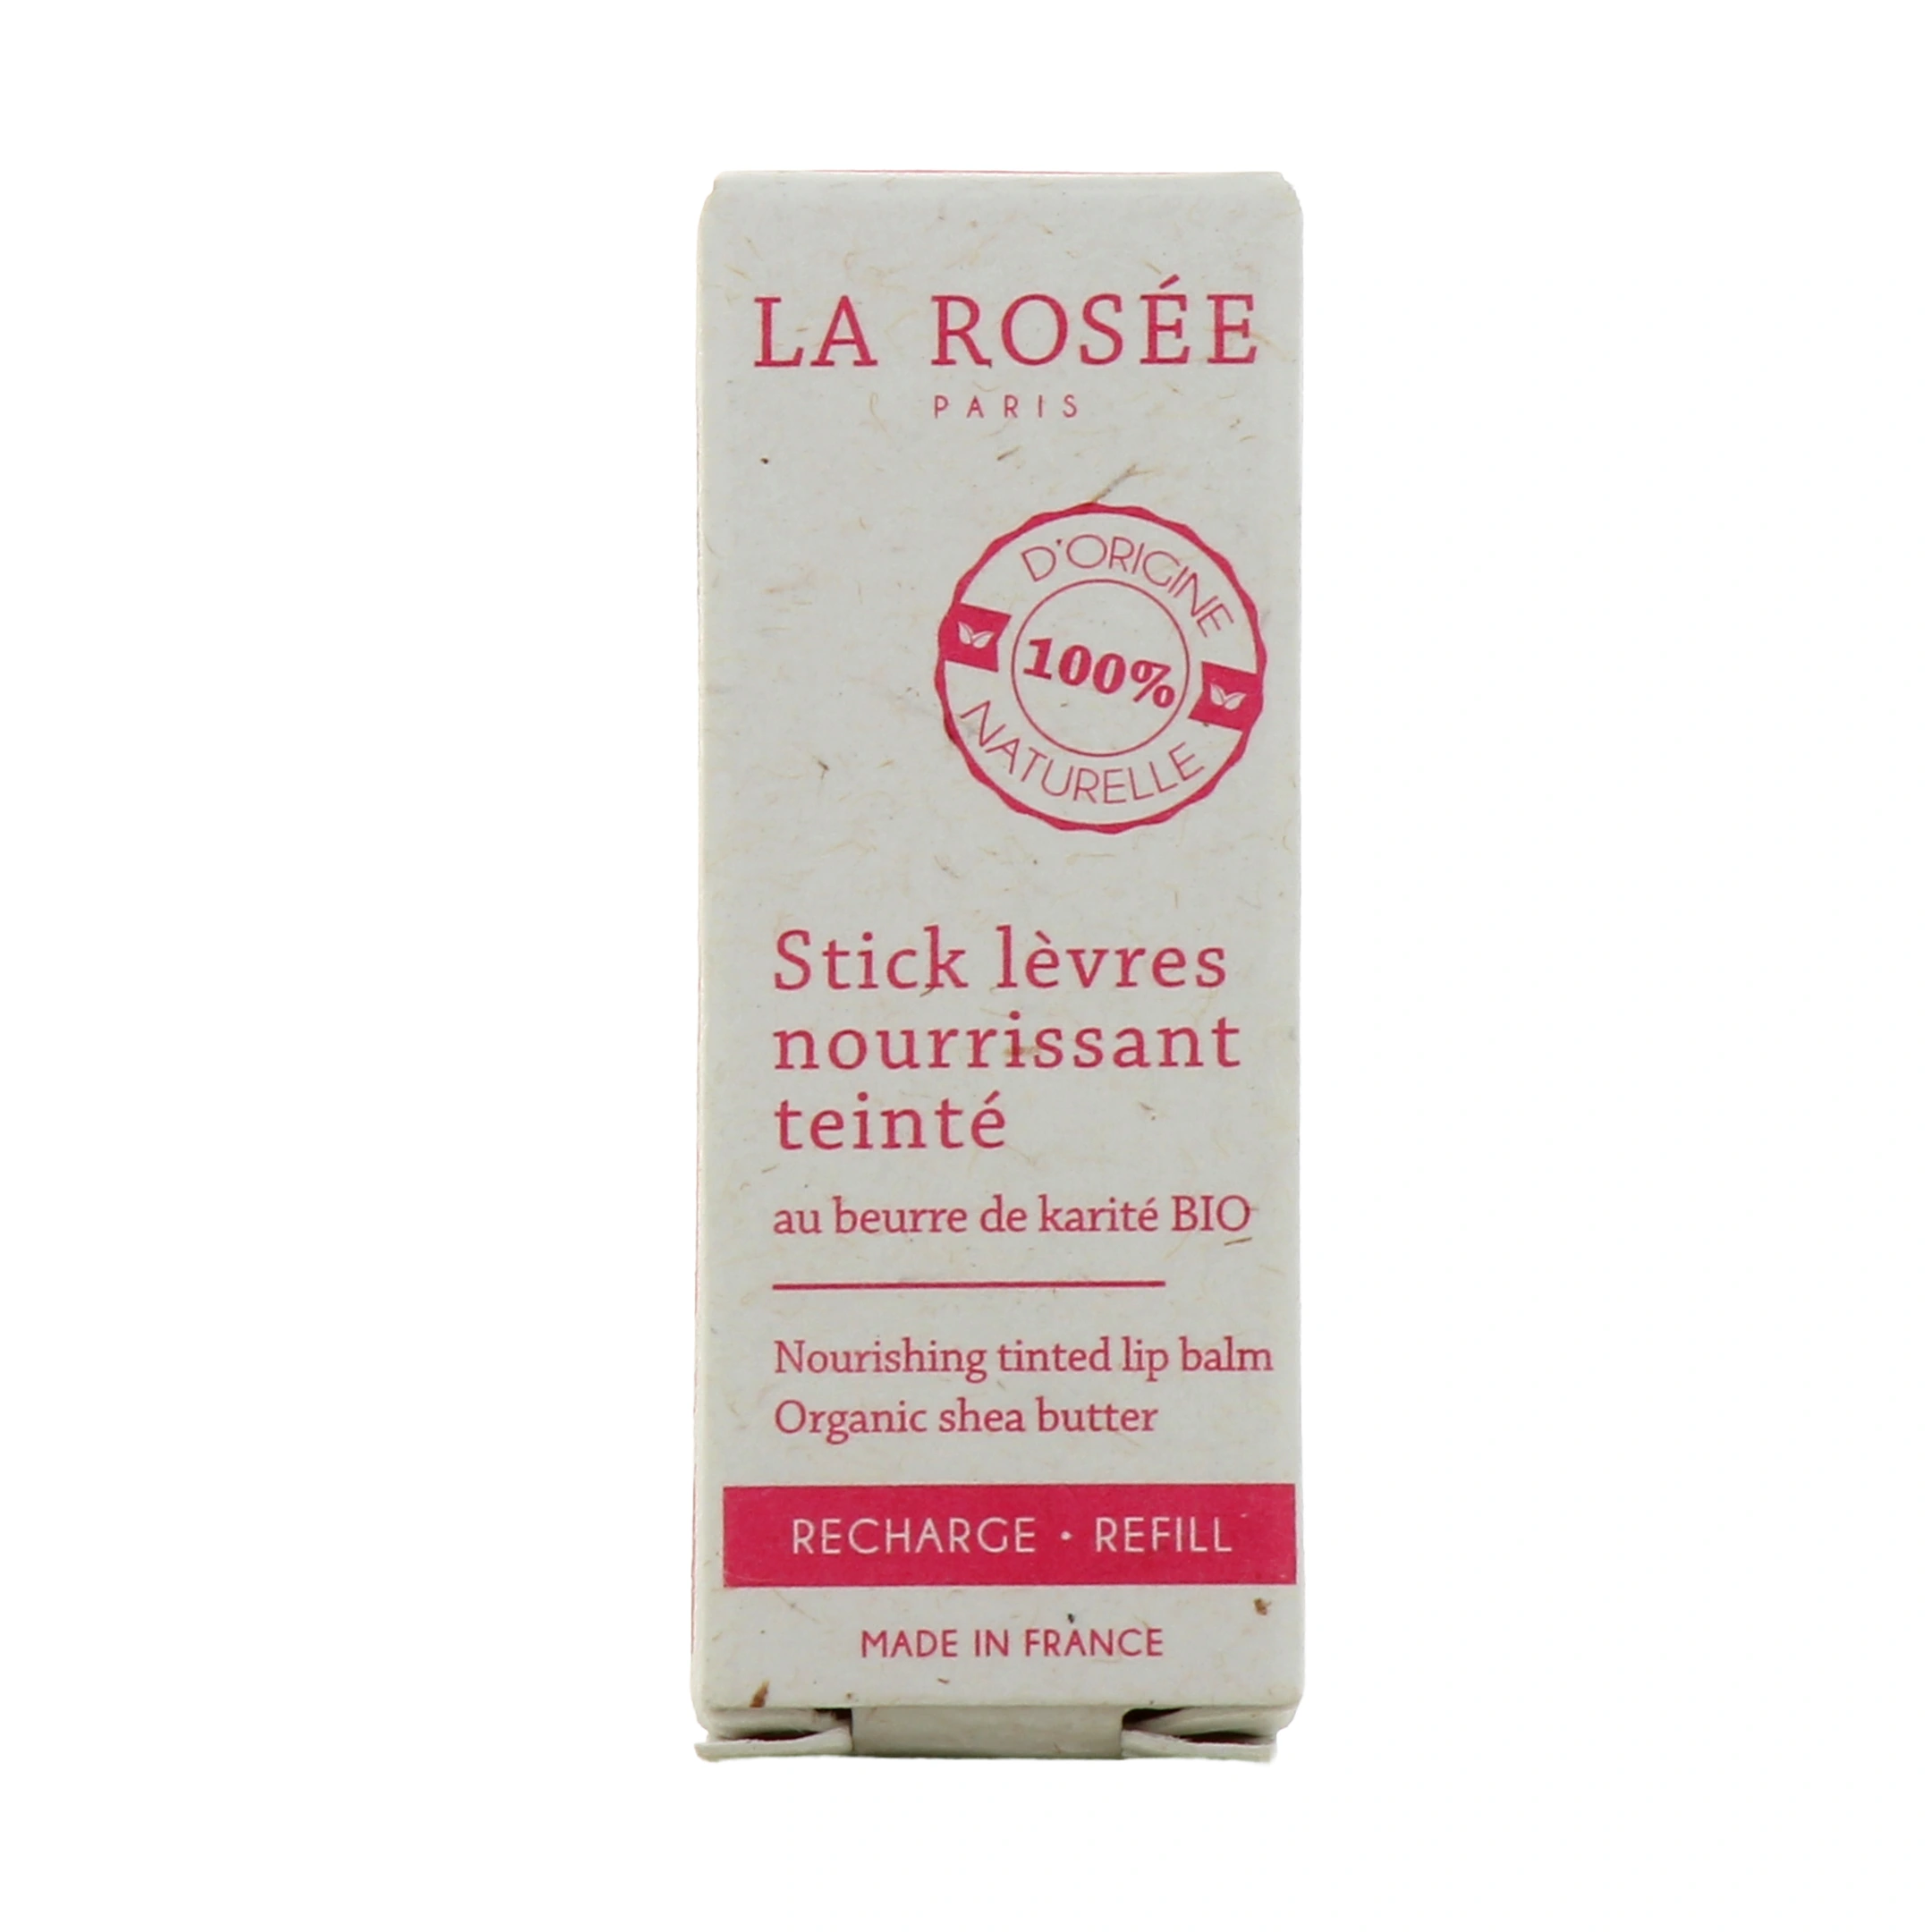 LA ROSÉE
PARIS
D'ORIGINE
100%
NATURELLE
Stick lèvres
nourrissant
teinté
au beurre de karité BIO
Nourishing tinted lip balm
Organic shea butter
RECHARGE • REFILL
MADE IN FRANCE